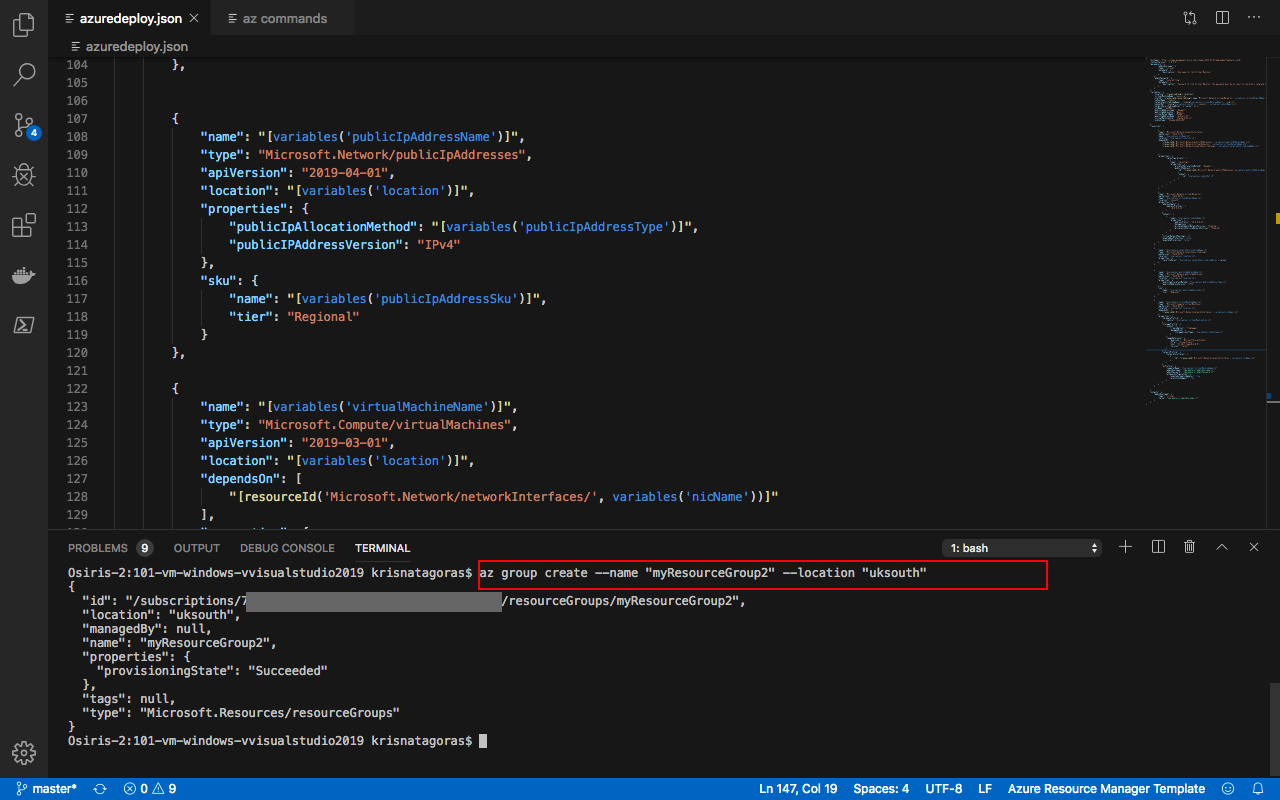 azuredeploy.json
az commands
azuredeploy.json
104 },
105
106
107 {
108 "name": "[variables('publicIpAddressName')]",
109 "type": "Microsoft.Network/publicIpAddresses",
110 "apiVersion": "2019-04-01",
111 "location": "[variables('location')]",
112 "properties": {
113 "publicIpAllocationMethod": "[variables('publicIpAddressType')]",
114 "publicIPAddressVersion": "IPv4"
115 },
116 "sku": {
117 "name": "[variables('publicIpAddressSku')]",
118 "tier": "Regional"
119 }
120 },
121
122 {
123 "name": "[variables('virtualMachineName')]",
124 "type": "Microsoft.Compute/virtualMachines",
125 "apiVersion": "2019-03-01",
126 "location": "[variables('location')]",
127 "dependsOn": [
128 "[resourceId('Microsoft.Network/networkInterfaces/', variables('nicName'))]"
129 ],
4
PROBLEMS 9 OUTPUT DEBUG CONSOLE TERMINAL 1: bash
Osiris-2:101-vm-windows-vvisualstudio2019 krisnatagoras$ az group create --name "myResourceGroup2" --location "uksouth"
{
"id": "/subscriptions/7 /resourceGroups/myResourceGroup2",
"location": "uksouth",
"managedBy": null,
"name": "myResourceGroup2",
"properties": {
"provisioningState": "Succeeded"
},
"tags": null,
"type": "Microsoft.Resources/resourceGroups"
}
Osiris-2:101-vm-windows-vvisualstudio2019 krisnatagoras$
master* 0 9 Ln 147, Col 19 Spaces: 4 UTF-8 LF Azure Resource Manager Template